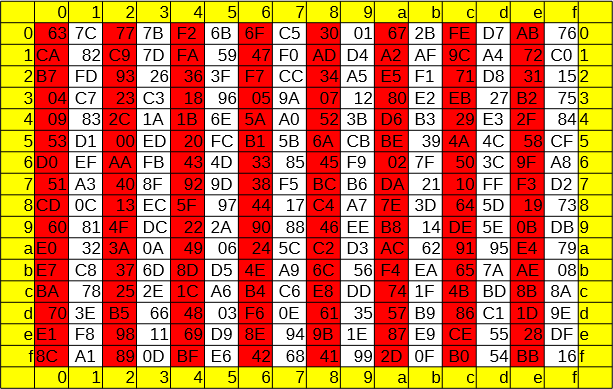 0 1 2 3 4 5 6 7 8 9 a b c d e f
0 63 7C 77 7B F2 6B 6F C5 30 01 67 2B FE D7 AB 76 0
1 CA 82 C9 7D FA 59 47 F0 AD D4 A2 AF 9C A4 72 C0 1
2 B7 FD 93 26 36 3F F7 CC 34 A5 E5 F1 71 D8 31 15 2
3 04 C7 23 C3 18 96 05 9A 07 12 80 E2 EB 27 B2 75 3
4 09 83 2C 1A 1B 6E 5A A0 52 3B D6 B3 29 E3 2F 84 4
5 53 D1 00 ED 20 FC B1 5B 6A CB BE 39 4A 4C 58 CF 5
6 D0 EF AA FB 43 4D 33 85 45 F9 02 7F 50 3C 9F A8 6
7 51 A3 40 8F 92 9D 38 F5 BC B6 DA 21 10 FF F3 D2 7
8 CD 0C 13 EC 5F 97 44 17 C4 A7 7E 3D 64 5D 19 73 8
9 60 81 4F DC 22 2A 90 88 46 EE B8 14 DE 5E 0B DB 9
a E0 32 3A 0A 49 06 24 5C C2 D3 AC 62 91 95 E4 79 a
b E7 C8 37 6D 8D D5 4E A9 6C 56 F4 EA 65 7A AE 08 b
c BA 78 25 2E 1C A6 B4 C6 E8 DD 74 1F 4B BD 8B 8A c
d 70 3E B5 66 48 03 F6 0E 61 35 57 B9 86 C1 1D 9E d
e E1 F8 98 11 69 D9 8E 94 9B 1E 87 E9 CE 55 28 DF e
f 8C A1 89 0D BF E6 42 68 41 99 2D 0F B0 54 BB 16 f
0 1 2 3 4 5 6 7 8 9 a b c d e f